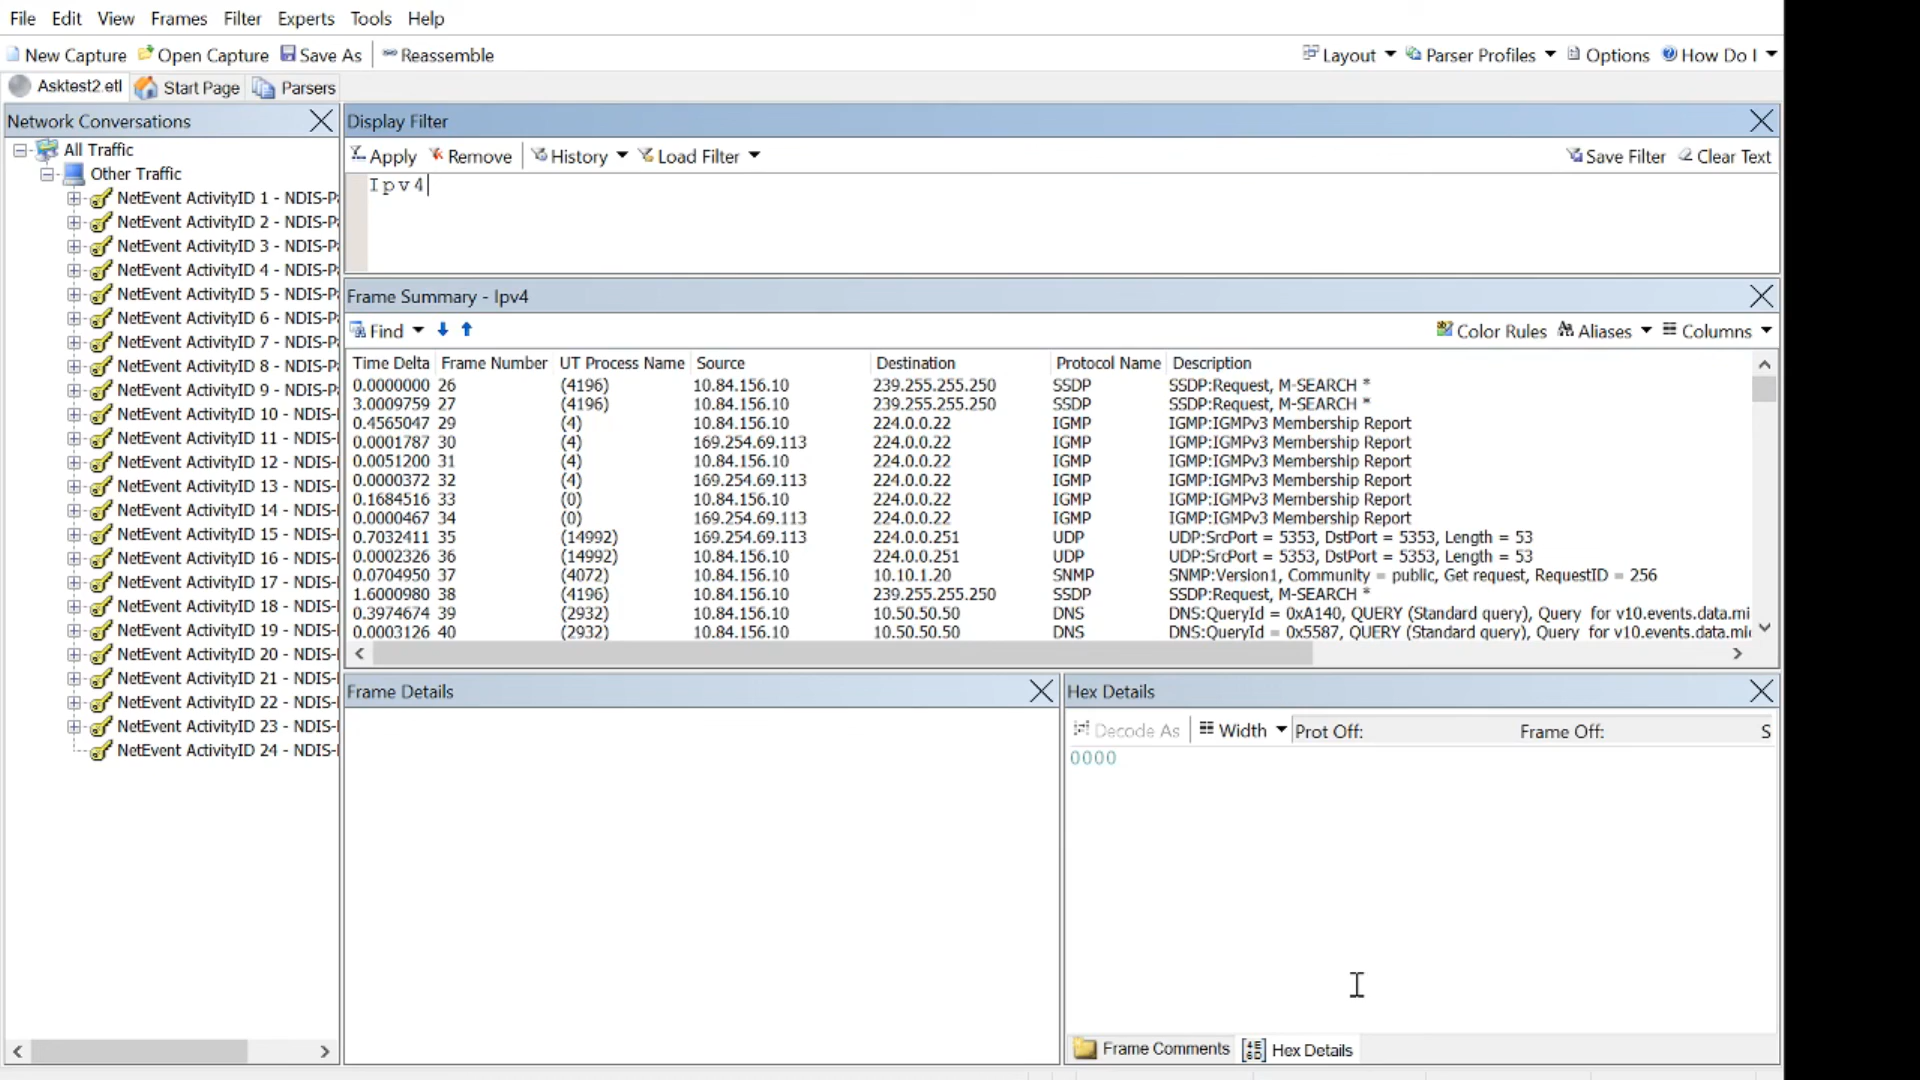 File Edit View Frames Filter Experts Tools Help
New Capture Open Capture Save As Reassemble Layout Parser Profiles Options How Do I
Asktest2.etl Start Page Parsers
Network Conversations
All Traffic
Other Traffic
NetEvent ActivityID 1 - NDIS-P
NetEvent ActivityID 2 - NDIS-P
NetEvent ActivityID 3 - NDIS-P
NetEvent ActivityID 4 - NDIS-P
NetEvent ActivityID 5 - NDIS-P
NetEvent ActivityID 6 - NDIS-P
NetEvent ActivityID 7 - NDIS-P
NetEvent ActivityID 8 - NDIS-P
NetEvent ActivityID 9 - NDIS-P
NetEvent ActivityID 10 - NDIS-
NetEvent ActivityID 11 - NDIS-
NetEvent ActivityID 12 - NDIS-
NetEvent ActivityID 13 - NDIS-
NetEvent ActivityID 14 - NDIS-
NetEvent ActivityID 15 - NDIS-
NetEvent ActivityID 16 - NDIS-
NetEvent ActivityID 17 - NDIS-
NetEvent ActivityID 18 - NDIS-
NetEvent ActivityID 19 - NDIS-
NetEvent ActivityID 20 - NDIS-
NetEvent ActivityID 21 - NDIS-
NetEvent ActivityID 22 - NDIS-
NetEvent ActivityID 23 - NDIS-
NetEvent ActivityID 24 - NDIS-
Display Filter
Apply Remove History Load Filter Save Filter Clear Text
Ipv4
Frame Summary - Ipv4
Find Color Rules Aliases Columns
Time Delta Frame Number UT Process Name Source Destination Protocol Name Description
0.0000000 26 (4196) 10.84.156.10 239.255.255.250 SSDP SSDP:Request, M-SEARCH *
3.0009759 27 (4196) 10.84.156.10 239.255.255.250 SSDP SSDP:Request, M-SEARCH *
0.4565047 29 (4) 10.84.156.10 224.0.0.22 IGMP IGMP:IGMPv3 Membership Report
0.0001787 30 (4) 169.254.69.113 224.0.0.22 IGMP IGMP:IGMPv3 Membership Report
0.0051200 31 (4) 10.84.156.10 224.0.0.22 IGMP IGMP:IGMPv3 Membership Report
0.0000372 32 (4) 169.254.69.113 224.0.0.22 IGMP IGMP:IGMPv3 Membership Report
0.1684516 33 (0) 10.84.156.10 224.0.0.22 IGMP IGMP:IGMPv3 Membership Report
0.0000467 34 (0) 169.254.69.113 224.0.0.22 IGMP IGMP:IGMPv3 Membership Report
0.7032411 35 (14992) 169.254.69.113 224.0.0.251 UDP UDP:SrcPort = 5353, DstPort = 5353, Length = 53
0.0002326 36 (14992) 10.84.156.10 224.0.0.251 UDP UDP:SrcPort = 5353, DstPort = 5353, Length = 53
0.0704950 37 (4072) 10.84.156.10 10.10.1.20 SNMP SNMP:Version1, Community = public, Get request, RequestID = 256
1.6000980 38 (4196) 10.84.156.10 239.255.255.250 SSDP SSDP:Request, M-SEARCH *
0.3974674 39 (2932) 10.84.156.10 10.50.50.50 DNS DNS:QueryId = 0xA140, QUERY (Standard query), Query for v10.events.data.mi
0.0003126 40 (2932) 10.84.156.10 10.50.50.50 DNS DNS:QueryId = 0x5587, QUERY (Standard query), Query for v10.events.data.mi
Frame Details
Hex Details
Decode As Width Prot Off: Frame Off: S
0000
Frame Comments Hex Details